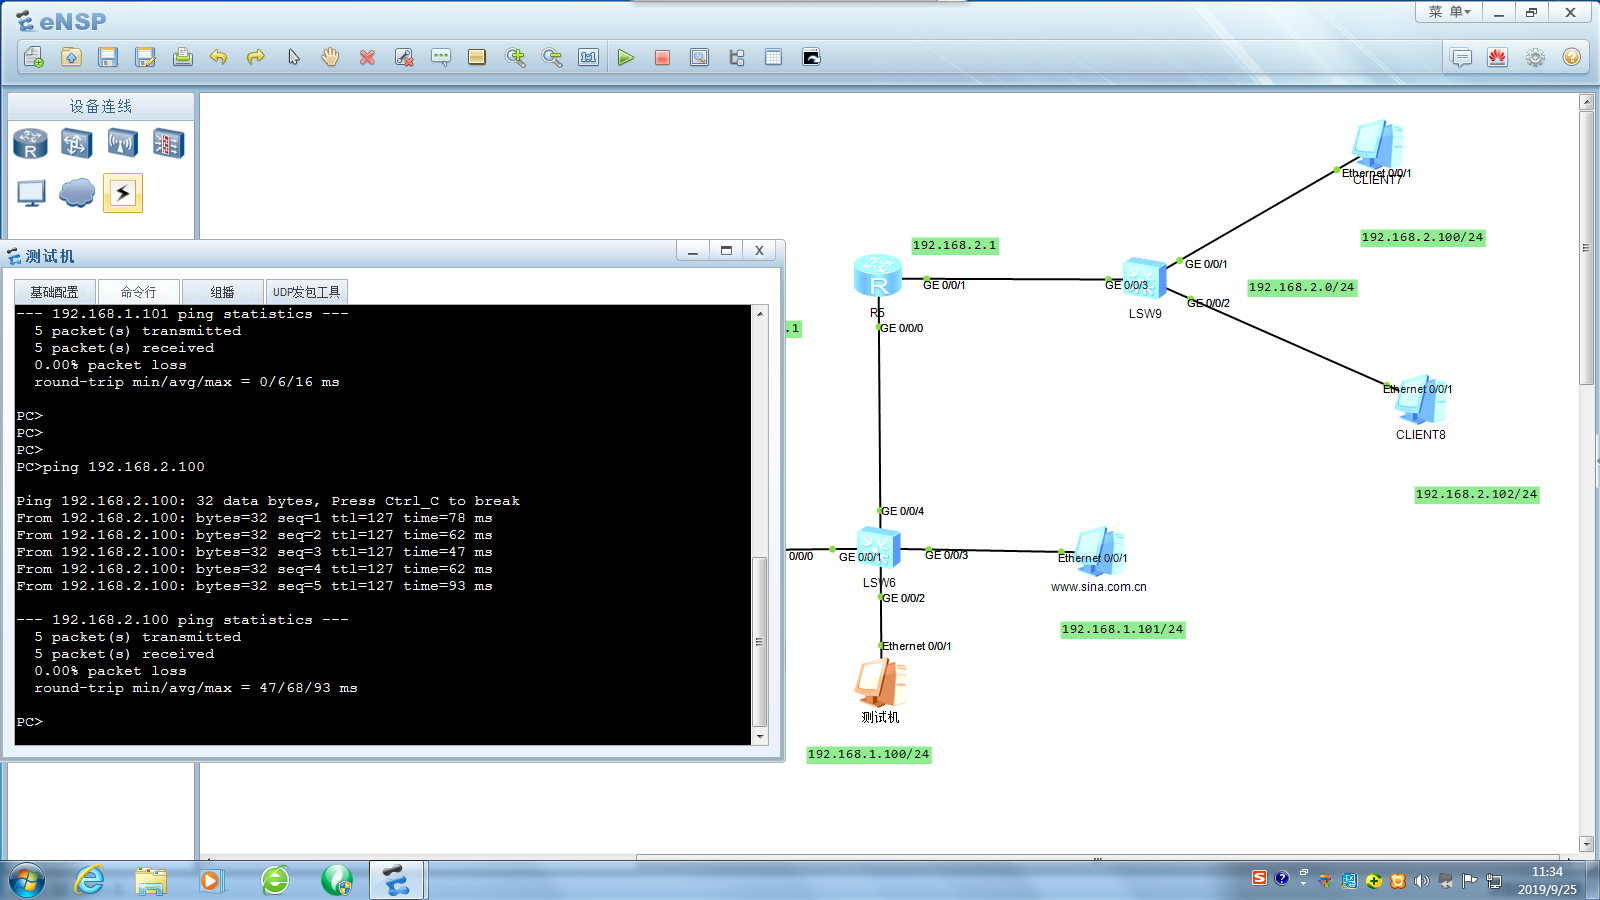 eNSP
菜 单
设备连线
R
测试机
基础配置
命令行
组播
UDP发包工具
--- 192.168.1.101 ping statistics ---
5 packet(s) transmitted
5 packet(s) received
0.00% packet loss
round-trip min/avg/max = 0/6/16 ms
PC>
PC>
PC>
PC>ping 192.168.2.100
Ping 192.168.2.100: 32 data bytes, Press Ctrl_C to break
From 192.168.2.100: bytes=32 seq=1 ttl=127 time=78 ms
From 192.168.2.100: bytes=32 seq=2 ttl=127 time=62 ms
From 192.168.2.100: bytes=32 seq=3 ttl=127 time=47 ms
From 192.168.2.100: bytes=32 seq=4 ttl=127 time=62 ms
From 192.168.2.100: bytes=32 seq=5 ttl=127 time=93 ms
--- 192.168.2.100 ping statistics ---
5 packet(s) transmitted
5 packet(s) received
0.00% packet loss
round-trip min/avg/max = 47/68/93 ms
PC>
Ethernet 0/0/1
CLIENT7
192.168.2.100/24
192.168.2.1
GE 0/0/1
R
GE 0/0/1
GE 0/0/3
192.168.2.0/24
GE 0/0/2
R5
LSW9
.1
GE 0/0/0
Ethernet 0/0/1
CLIENT8
192.168.2.102/24
GE 0/0/4
0/0/0
GE 0/0/1
GE 0/0/3
Ethernet 0/0/1
LSW6
www.sina.com.cn
GE 0/0/2
192.168.1.101/24
Ethernet 0/0/1
测试机
192.168.1.100/24
11:34
2019/9/25